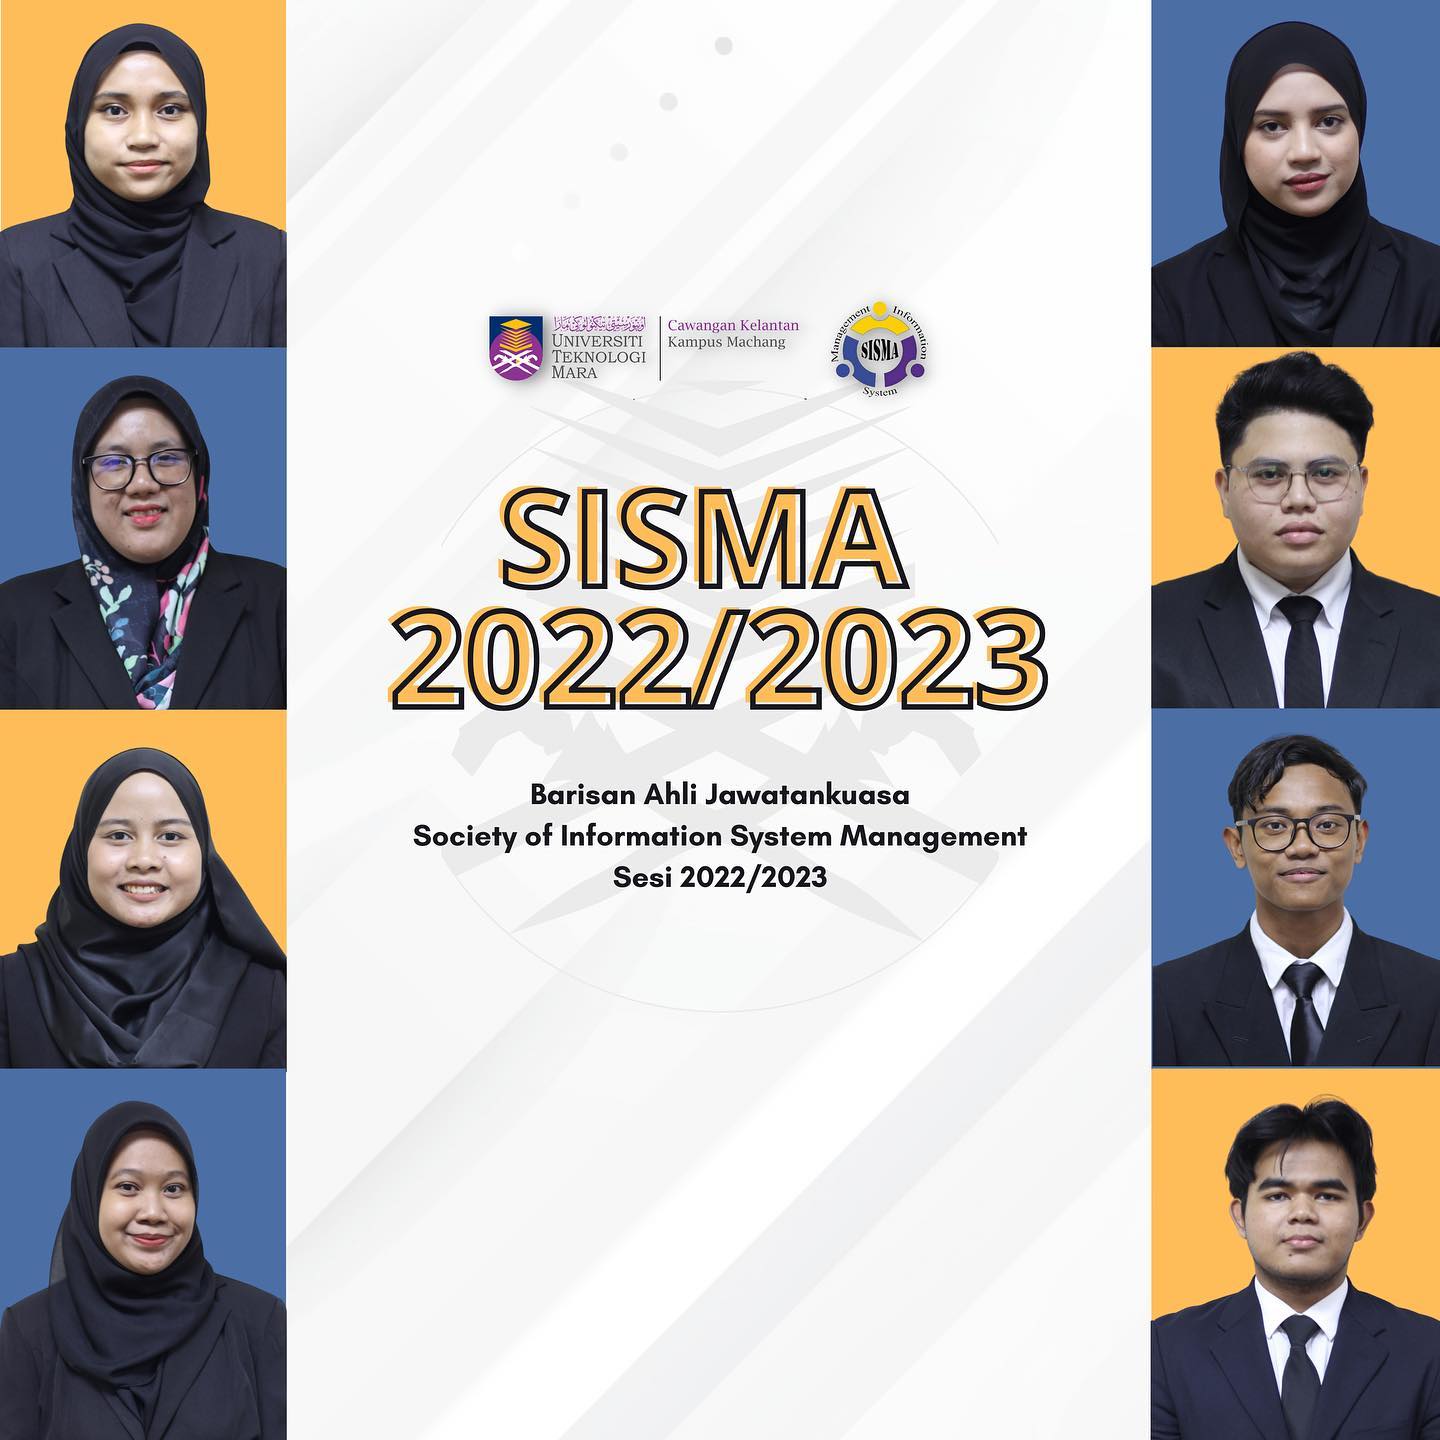 UNIVERSITI
TEKNOLOGI
MARA
Cawangan Kelantan
Kampus Machang
Management Information
SISMA
System
SISMA
2022/2023
Barisan Ahli Jawatankuasa
Society of Information System Management
Sesi 2022/2023